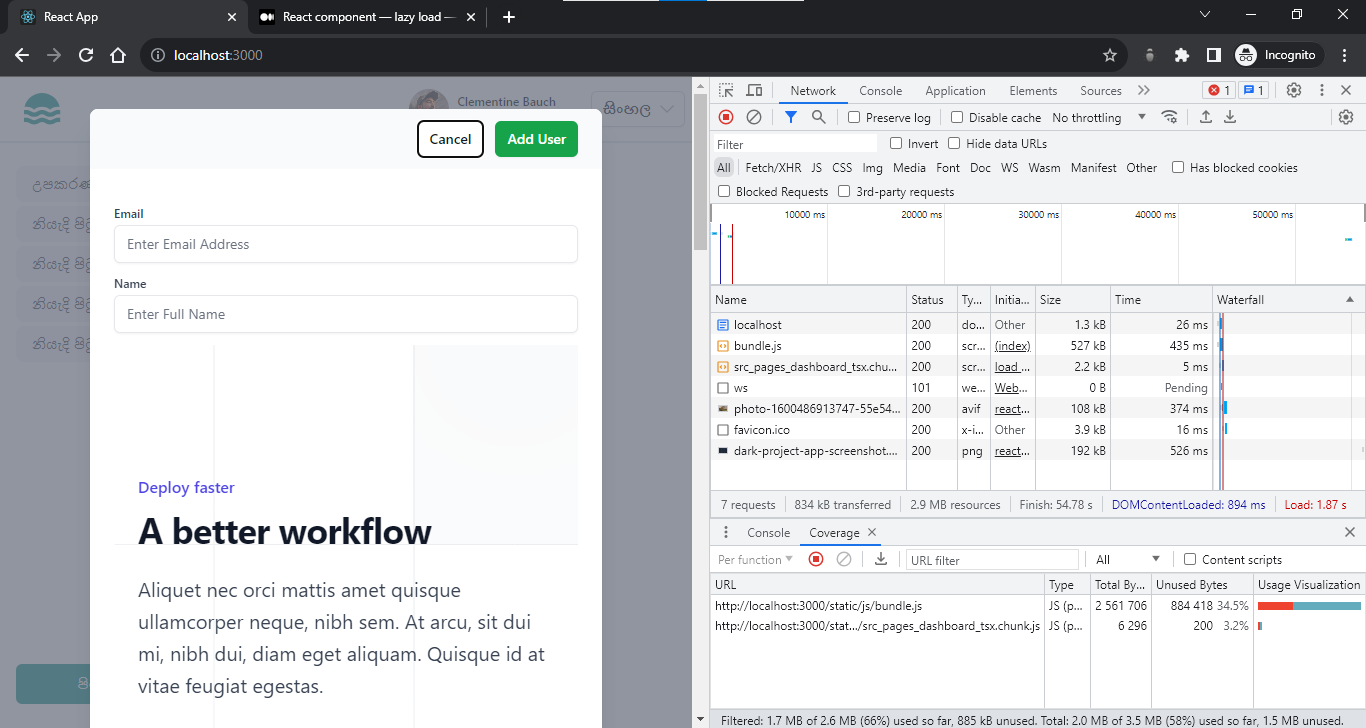 React App
React component — lazy load —
localhost:3000
Incognito
Clementine Bauch
සිංහල
Cancel
Add User
Email
Enter Email Address
Name
Enter Full Name
Deploy faster
A better workflow
Aliquet nec orci mattis amet quisque
ullamcorper neque, nibh sem. At arcu, sit dui
mi, nibh dui, diam eget aliquam. Quisque id at
vitae feugiat egestas.
උපකරණ
නියැදි
නියැදි
නියැදි
නියැදි
Network Console Application Elements Sources 1 1
Preserve log Disable cache No throttling
Filter Invert Hide data URLs
All Fetch/XHR JS CSS Img Media Font Doc WS Wasm Manifest Other Has blocked cookies
Blocked Requests 3rd-party requests
10000 ms 20000 ms 30000 ms 40000 ms 50000 ms
Name Status Ty... Initia... Size Time Waterfall
localhost 200 do... Other 1.3 kB 26 ms
bundle.js 200 scr... (index) 527 kB 435 ms
src_pages_dashboard_tsx.chu... 200 scr... load ... 2.2 kB 5 ms
ws 101 we... Web... 0 B Pending
photo-1600486913747-55e54... 200 avif react... 108 kB 374 ms
favicon.ico 200 x-i... Other 3.9 kB 16 ms
dark-project-app-screenshot.... 200 png react... 192 kB 526 ms
7 requests 834 kB transferred 2.9 MB resources Finish: 54.78 s DOMContentLoaded: 894 ms Load: 1.87 s
Console Coverage
Per function URL filter All Content scripts
URL Type Total By... Unused Bytes Usage Visualization
http://localhost:3000/static/js/bundle.js JS (p... 2 561 706 884 418 34.5%
http://localhost:3000/stat.../src_pages_dashboard_tsx.chunk.js JS (p... 6 296 200 3.2%
Filtered: 1.7 MB of 2.6 MB (66%) used so far, 885 kB unused. Total: 2.0 MB of 3.5 MB (58%) used so far, 1.5 MB unused.